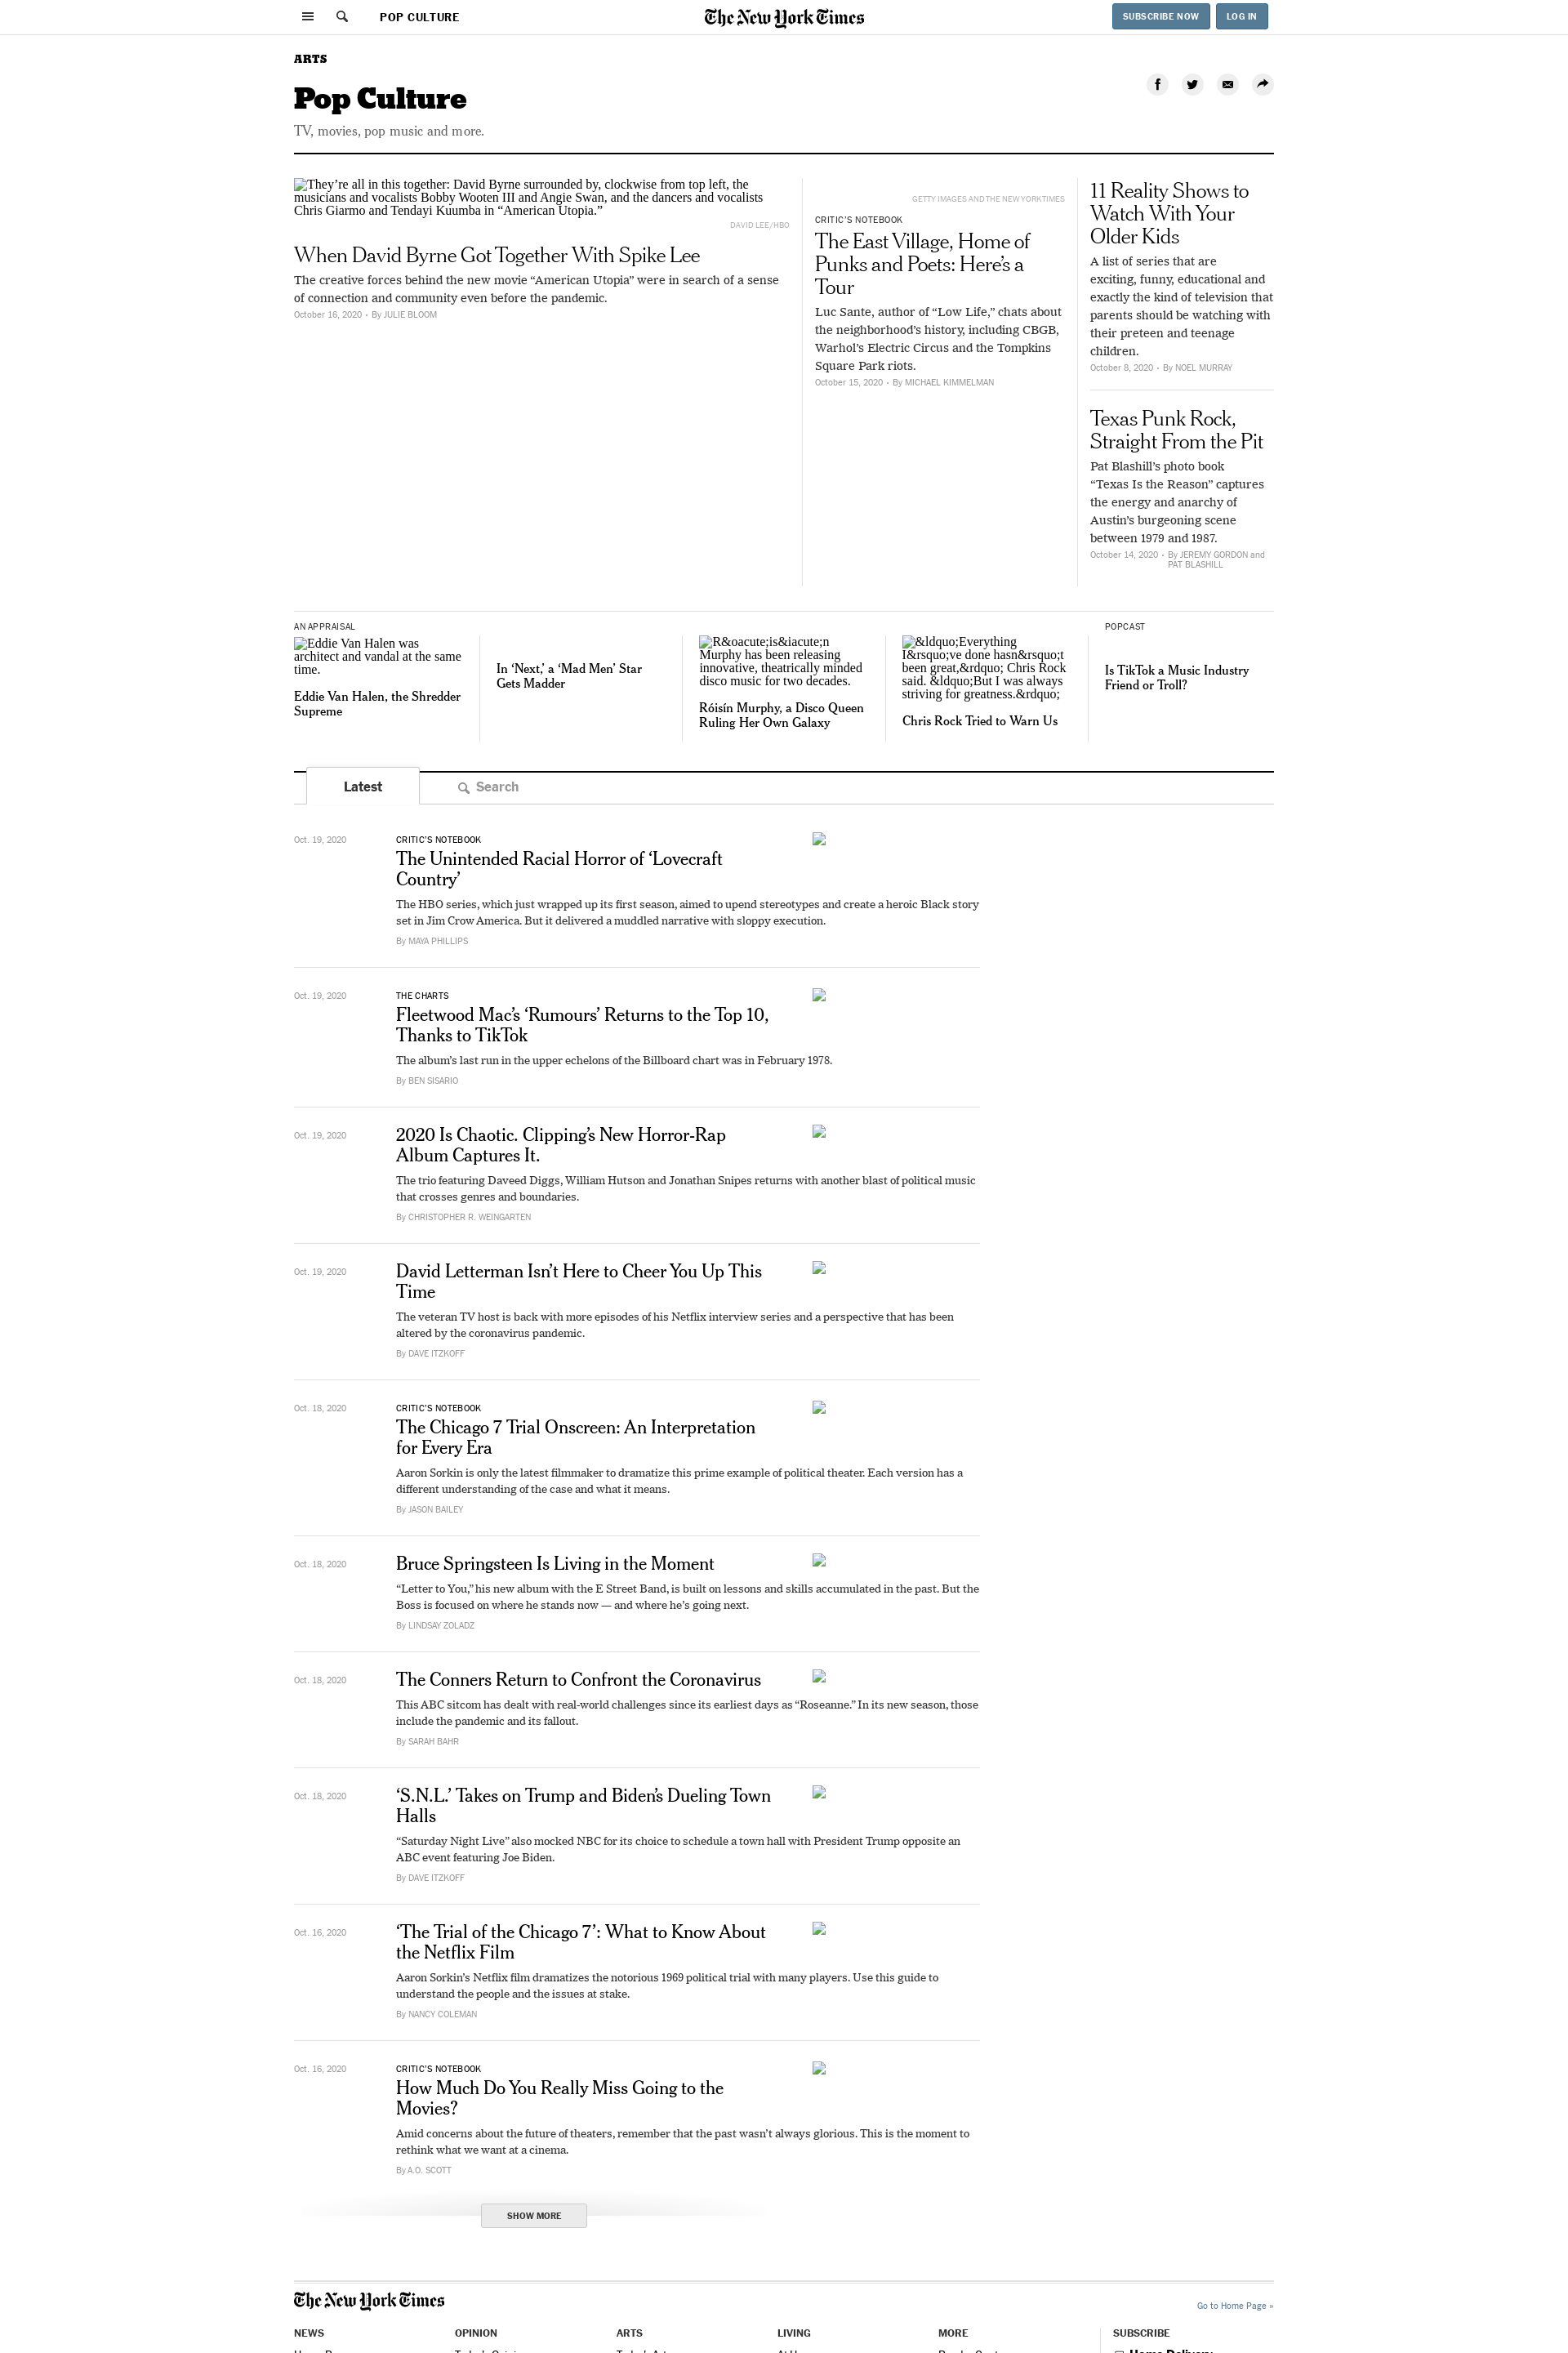 POP CULTURE
The New York Times
SUBSCRIBE NOW
LOG IN
ARTS
Pop Culture
TV, movies, pop music and more.
They’re all in this together: David Byrne surrounded by, clockwise from top left, the
musicians and vocalists Bobby Wooten III and Angie Swan, and the dancers and vocalists
Chris Giarmo and Tendayi Kuumba in “American Utopia.”
DAVID LEE/HBO
When David Byrne Got Together With Spike Lee
The creative forces behind the new movie “American Utopia” were in search of a sense
of connection and community even before the pandemic.
October 16, 2020 • By JULIE BLOOM
GETTY IMAGES AND THE NEW YORK TIMES
CRITIC’S NOTEBOOK
The East Village, Home of
Punks and Poets: Here’s a
Tour
Luc Sante, author of “Low Life,” chats about
the neighborhood’s history, including CBGB,
Warhol’s Electric Circus and the Tompkins
Square Park riots.
October 15, 2020 • By MICHAEL KIMMELMAN
11 Reality Shows to
Watch With Your
Older Kids
A list of series that are
exciting, funny, educational and
exactly the kind of television that
parents should be watching with
their preteen and teenage
children.
October 8, 2020 • By NOEL MURRAY
Texas Punk Rock,
Straight From the Pit
Pat Blashill’s photo book
“Texas Is the Reason” captures
the energy and anarchy of
Austin’s burgeoning scene
between 1979 and 1987.
October 14, 2020 • By JEREMY GORDON and
PAT BLASHILL
AN APPRAISAL
Eddie Van Halen was
architect and vandal at the same
time.
Eddie Van Halen, the Shredder
Supreme
In ‘Next,’ a ‘Mad Men’ Star
Gets Madder
R&oacute;is&iacute;n
Murphy has been releasing
innovative, theatrically minded
disco music for two decades.
Róisín Murphy, a Disco Queen
Ruling Her Own Galaxy
&ldquo;Everything
I&rsquo;ve done hasn&rsquo;t
been great,&rdquo; Chris Rock
said. &ldquo;But I was always
striving for greatness.&rdquo;
Chris Rock Tried to Warn Us
POPCAST
Is TikTok a Music Industry
Friend or Troll?
Latest
Search
Oct. 19, 2020
CRITIC’S NOTEBOOK
The Unintended Racial Horror of ‘Lovecraft
Country’
The HBO series, which just wrapped up its first season, aimed to upend stereotypes and create a heroic Black story
set in Jim Crow America. But it delivered a muddled narrative with sloppy execution.
By MAYA PHILLIPS
Oct. 19, 2020
THE CHARTS
Fleetwood Mac’s ‘Rumours’ Returns to the Top 10,
Thanks to TikTok
The album’s last run in the upper echelons of the Billboard chart was in February 1978.
By BEN SISARIO
Oct. 19, 2020
2020 Is Chaotic. Clipping’s New Horror-Rap
Album Captures It.
The trio featuring Daveed Diggs, William Hutson and Jonathan Snipes returns with another blast of political music
that crosses genres and boundaries.
By CHRISTOPHER R. WEINGARTEN
Oct. 19, 2020
David Letterman Isn’t Here to Cheer You Up This
Time
The veteran TV host is back with more episodes of his Netflix interview series and a perspective that has been
altered by the coronavirus pandemic.
By DAVE ITZKOFF
Oct. 18, 2020
CRITIC’S NOTEBOOK
The Chicago 7 Trial Onscreen: An Interpretation
for Every Era
Aaron Sorkin is only the latest filmmaker to dramatize this prime example of political theater. Each version has a
different understanding of the case and what it means.
By JASON BAILEY
Oct. 18, 2020
Bruce Springsteen Is Living in the Moment
“Letter to You,” his new album with the E Street Band, is built on lessons and skills accumulated in the past. But the
Boss is focused on where he stands now — and where he’s going next.
By LINDSAY ZOLADZ
Oct. 18, 2020
The Conners Return to Confront the Coronavirus
This ABC sitcom has dealt with real-world challenges since its earliest days as “Roseanne.” In its new season, those
include the pandemic and its fallout.
By SARAH BAHR
Oct. 18, 2020
‘S.N.L.’ Takes on Trump and Biden’s Dueling Town
Halls
“Saturday Night Live” also mocked NBC for its choice to schedule a town hall with President Trump opposite an
ABC event featuring Joe Biden.
By DAVE ITZKOFF
Oct. 16, 2020
‘The Trial of the Chicago 7’: What to Know About
the Netflix Film
Aaron Sorkin’s Netflix film dramatizes the notorious 1969 political trial with many players. Use this guide to
understand the people and the issues at stake.
By NANCY COLEMAN
Oct. 16, 2020
CRITIC’S NOTEBOOK
How Much Do You Really Miss Going to the
Movies?
Amid concerns about the future of theaters, remember that the past wasn’t always glorious. This is the moment to
rethink what we want at a cinema.
By A.O. SCOTT
SHOW MORE
The New York Times
Go to Home Page »
NEWS
OPINION
ARTS
LIVING
MORE
SUBSCRIBE